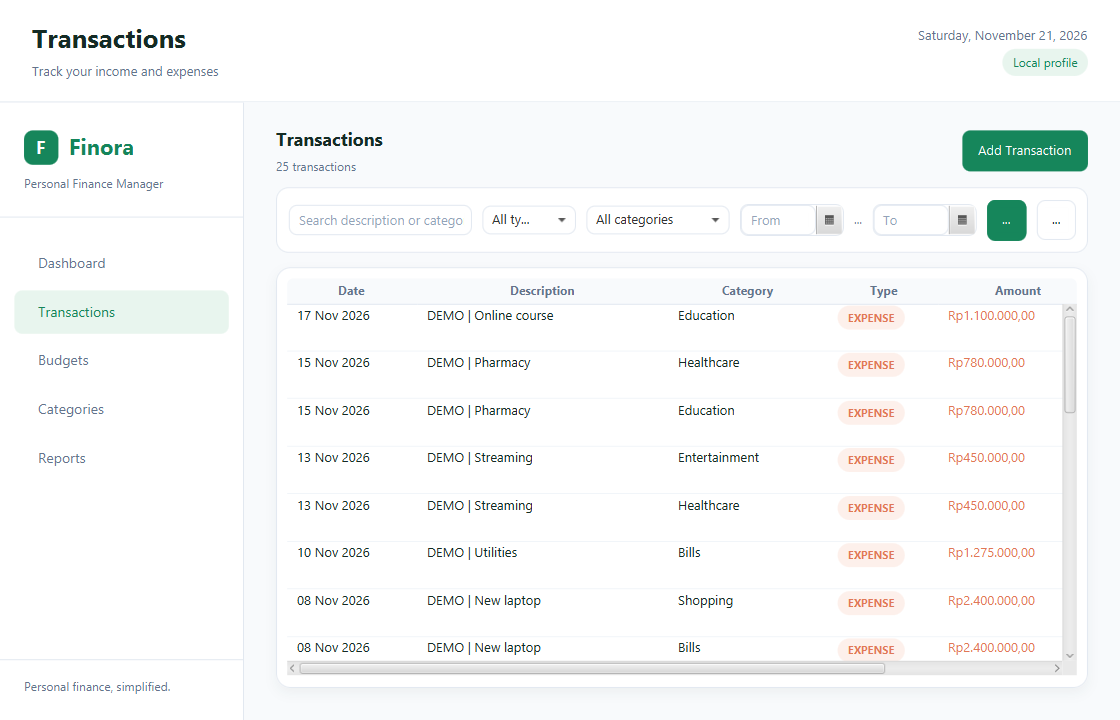 Transactions
Track your income and expenses
Saturday, November 21, 2026
Local profile
F
Finora
Personal Finance Manager
Dashboard
Transactions
Budgets
Categories
Reports
Personal finance, simplified.
Transactions
25 transactions
Add Transaction
Search description or catego
All ty...
All categories
From
...
To
...
...
Date Description Category Type Amount
17 Nov 2026 DEMO | Online course Education EXPENSE Rp1.100.000,00
15 Nov 2026 DEMO | Pharmacy Healthcare EXPENSE Rp780.000,00
15 Nov 2026 DEMO | Pharmacy Education EXPENSE Rp780.000,00
13 Nov 2026 DEMO | Streaming Entertainment EXPENSE Rp450.000,00
13 Nov 2026 DEMO | Streaming Healthcare EXPENSE Rp450.000,00
10 Nov 2026 DEMO | Utilities Bills EXPENSE Rp1.275.000,00
08 Nov 2026 DEMO | New laptop Shopping EXPENSE Rp2.400.000,00
08 Nov 2026 DEMO | New laptop Bills EXPENSE Rp2.400.000,00